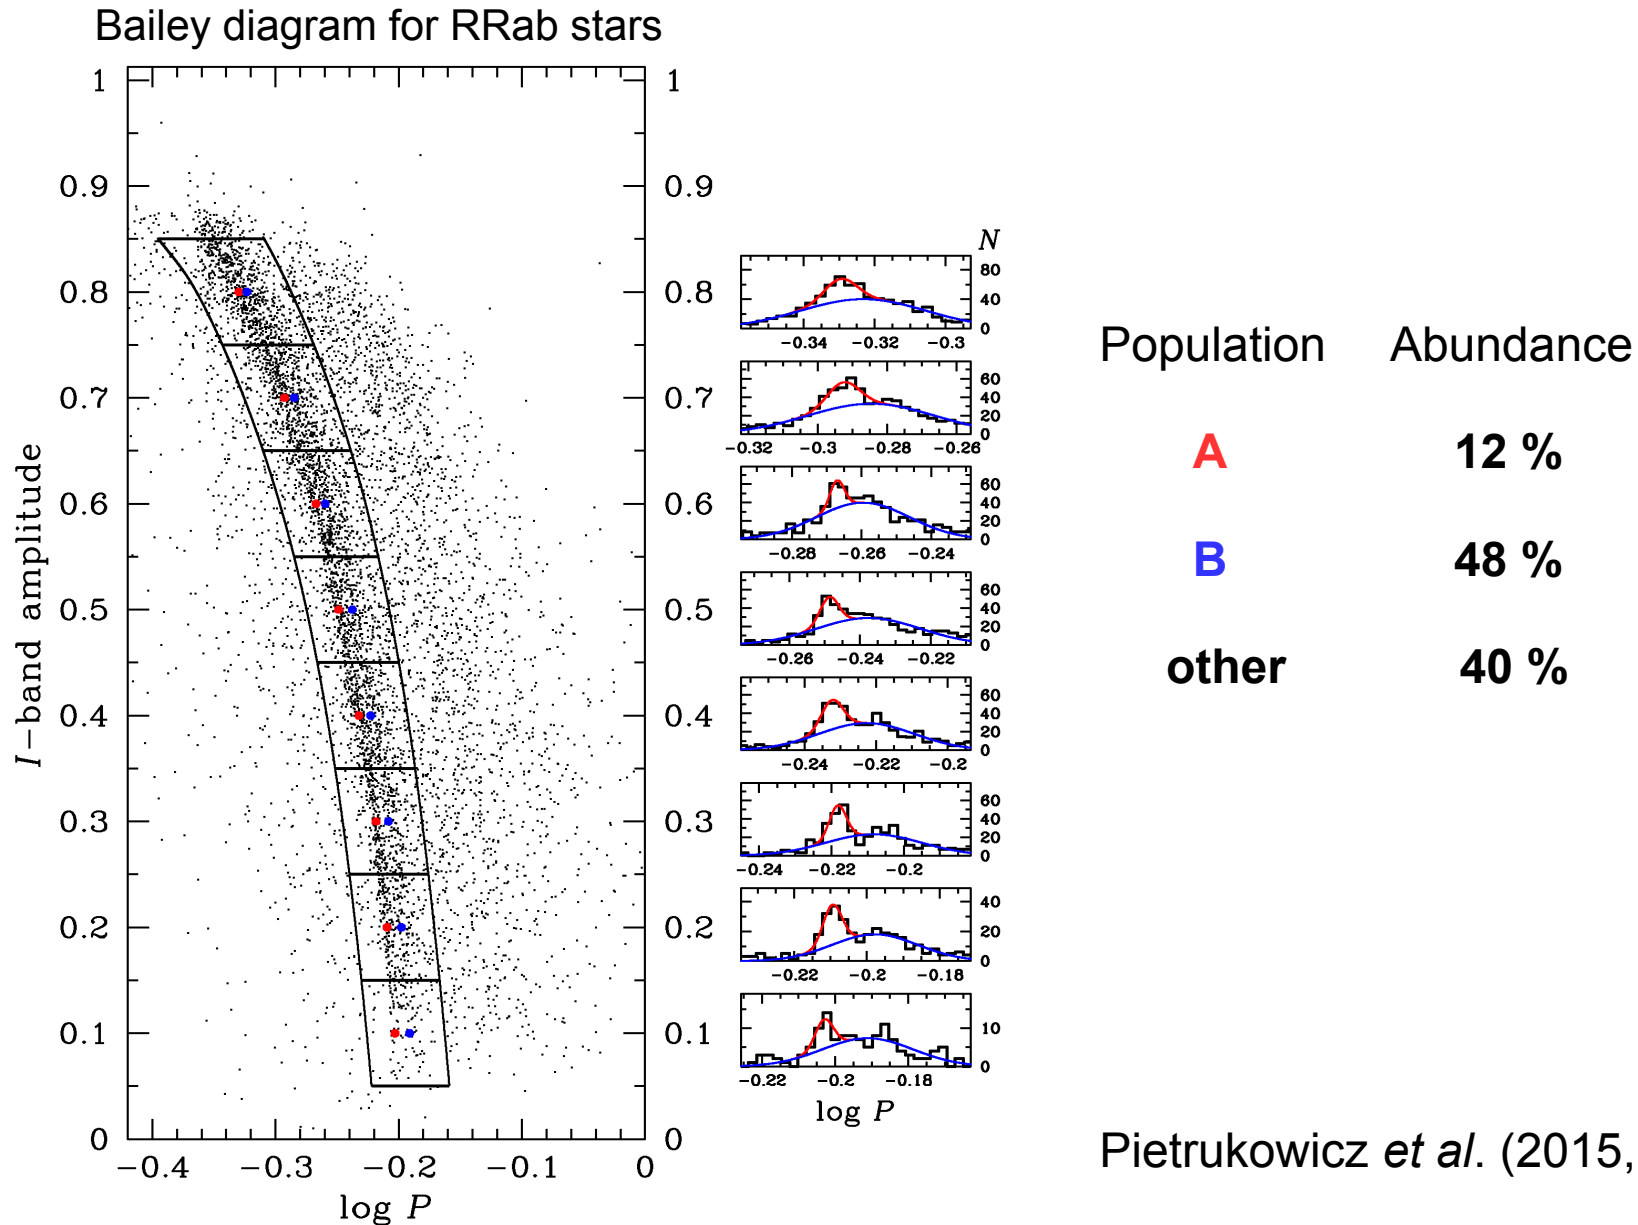 Bailey diagram for RRab stars
1
0.9
0.8
0.7
0.6
0.5
0.4
0.3
0.2
0.1
0
I-band amplitude
−0.4 −0.3 −0.2 −0.1 0
log P
1
0.9
0.8
0.7
0.6
0.5
0.4
0.3
0.2
0.1
0
N
80
40
0
−0.34 −0.32 −0.3
60
40
20
0
−0.32 −0.3 −0.28 −0.26
60
40
20
0
−0.28 −0.26 −0.24
60
40
20
0
−0.26 −0.24 −0.22
60
40
20
0
−0.24 −0.22 −0.2
60
40
20
0
−0.24 −0.22 −0.2
40
20
0
−0.22 −0.2 −0.18
10
0
−0.22 −0.2 −0.18
log P
Population Abundance
A 12 %
B 48 %
other 40 %
Pietrukowicz et al. (2015,